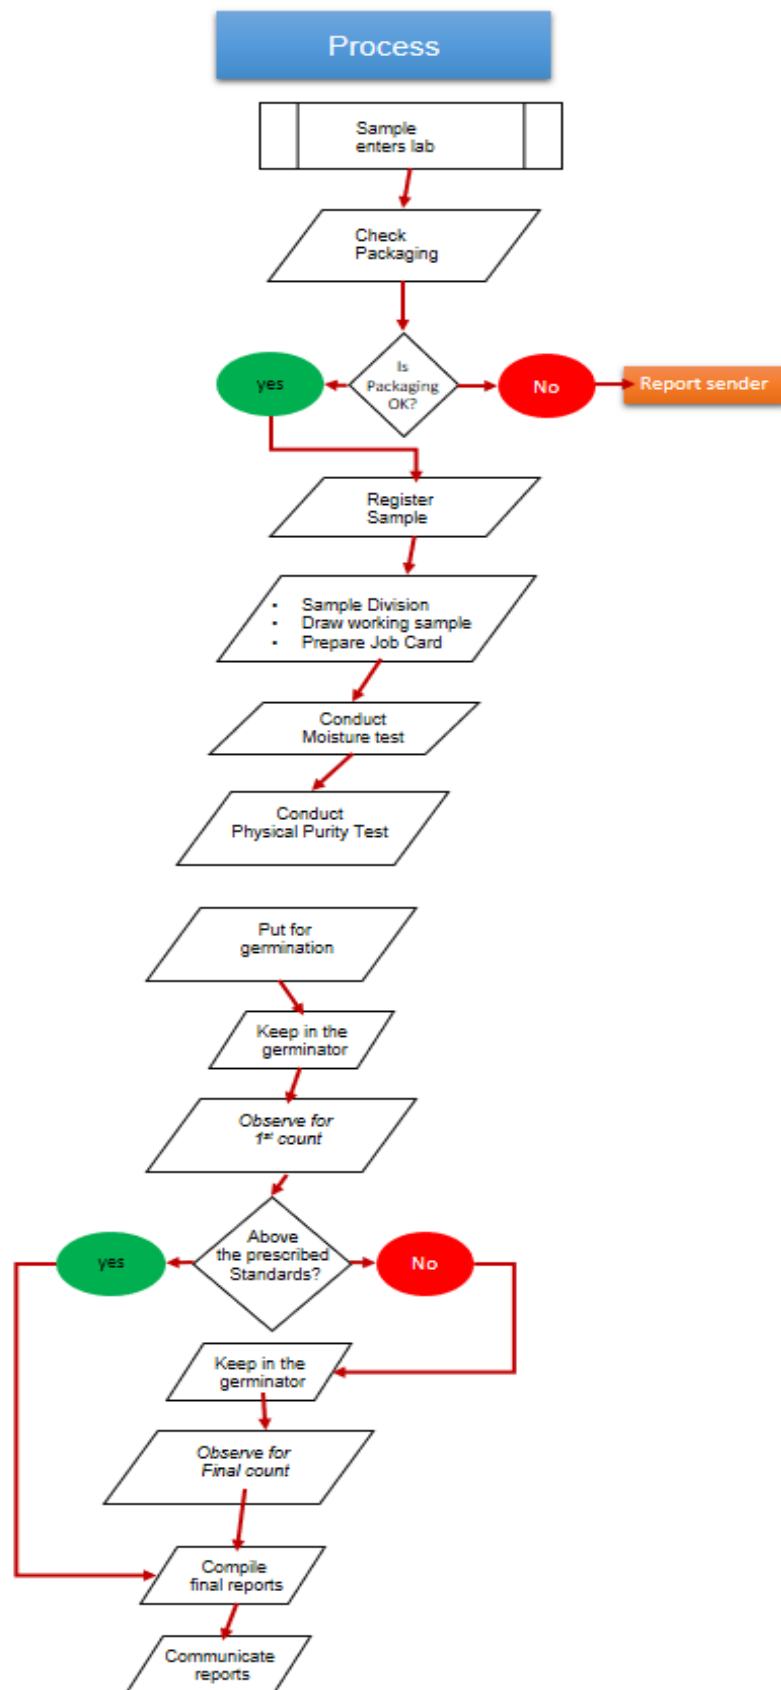 Process
Sample
enters lab
Check
Packaging
Is
Packaging
OK?
yes
No
Report sender
Register
Sample
• Sample Division
• Draw working sample
• Prepare Job Card
Conduct
Moisture test
Conduct
Physical Purity Test
Put for
germination
Keep in the
germinator
Observe for
1st count
Above
the prescribed
Standards?
yes
No
Keep in the
germinator
Observe for
Final count
Compile
final reports
Communicate
reports